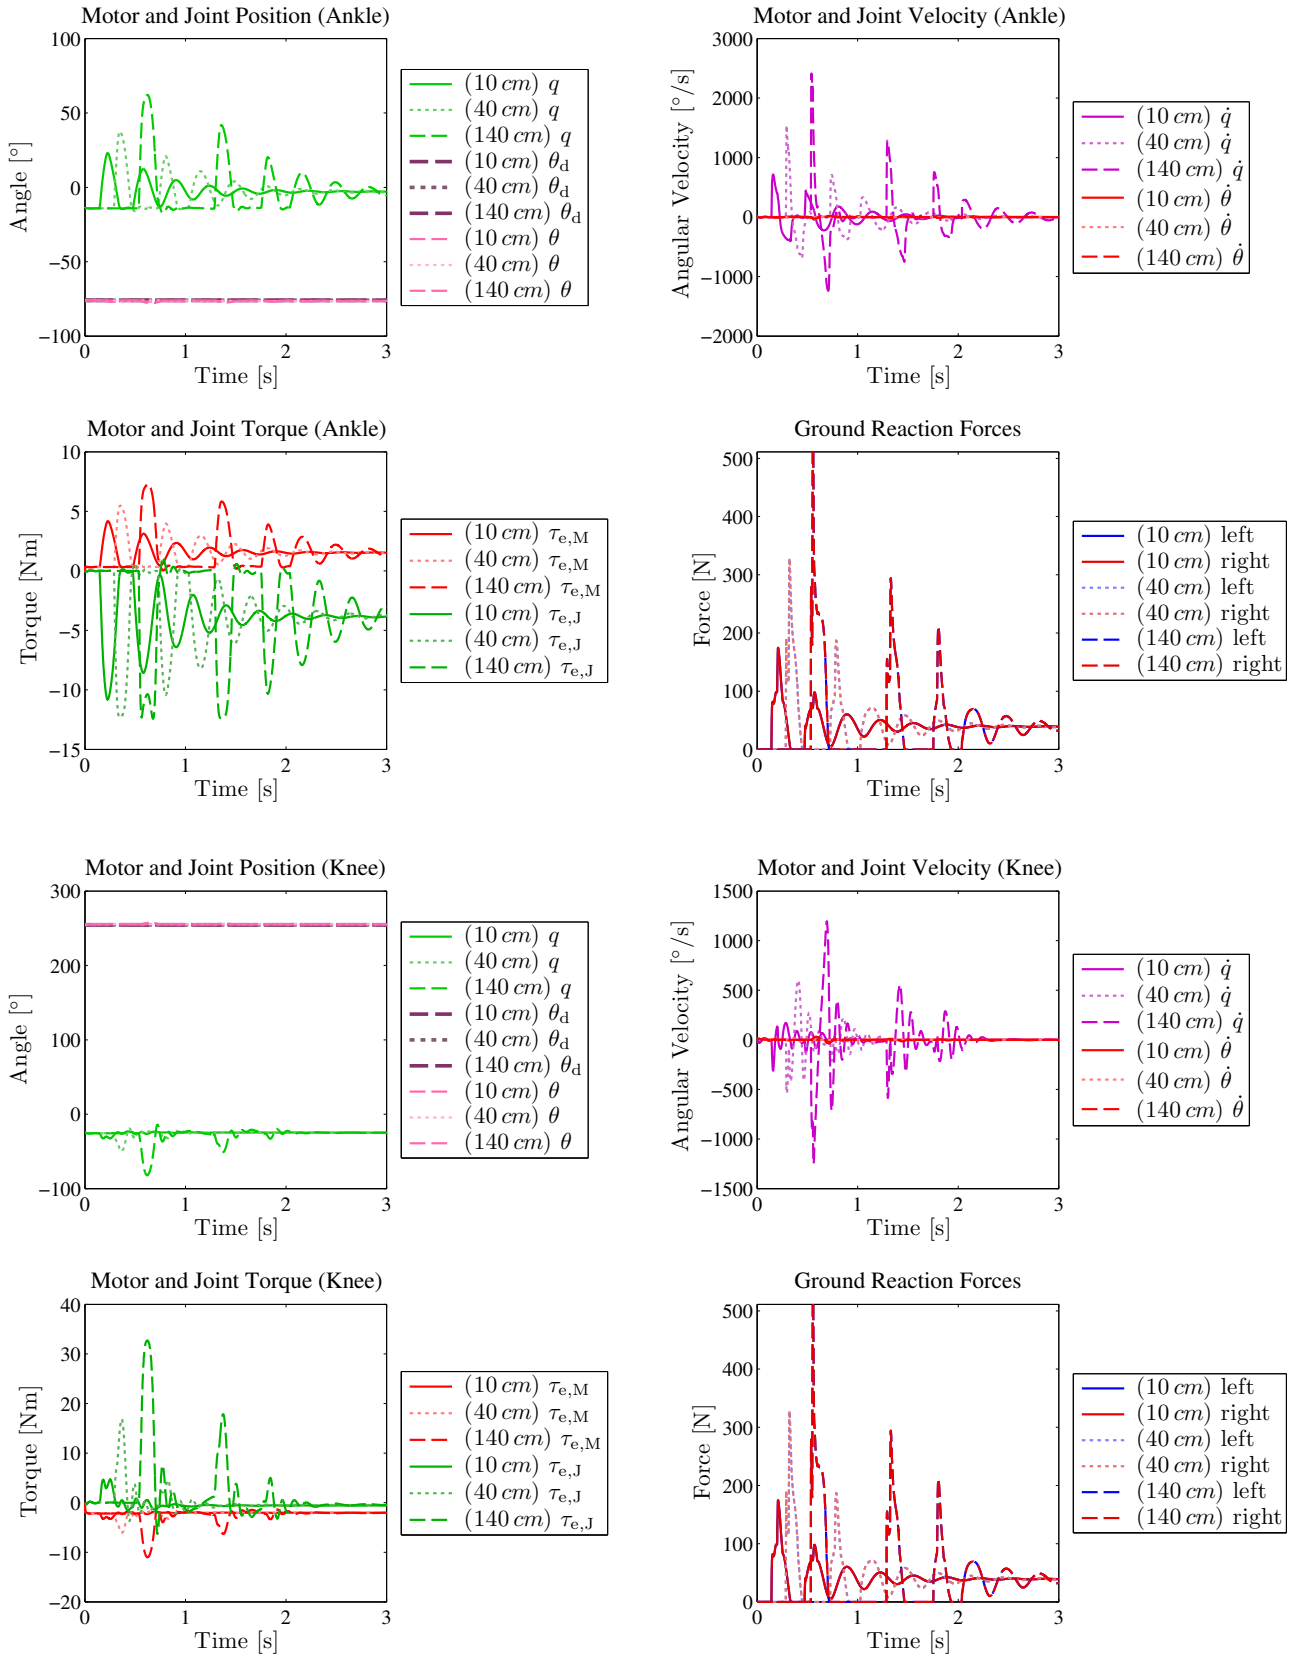 Motor and Joint Position (Ankle)
100
50
0
−50
−100
Angle [°]
0 1 2 3
Time [s]
(10 cm) q
(40 cm) q
(140 cm) q
(10 cm) θd
(40 cm) θd
(140 cm) θd
(10 cm) θ
(40 cm) θ
(140 cm) θ
Motor and Joint Velocity (Ankle)
3000
2000
1000
0
−1000
−2000
Angular Velocity [°/s]
0 1 2 3
Time [s]
(10 cm) q̇
(40 cm) q̇
(140 cm) q̇
(10 cm) θ̇
(40 cm) θ̇
(140 cm) θ̇
Motor and Joint Torque (Ankle)
10
5
0
−5
−10
−15
Torque [Nm]
0 1 2 3
Time [s]
(10 cm) τe,M
(40 cm) τe,M
(140 cm) τe,M
(10 cm) τe,J
(40 cm) τe,J
(140 cm) τe,J
Ground Reaction Forces
500
400
300
200
100
0
Force [N]
0 1 2 3
Time [s]
(10 cm) left
(10 cm) right
(40 cm) left
(40 cm) right
(140 cm) left
(140 cm) right
Motor and Joint Position (Knee)
300
200
100
0
−100
Angle [°]
0 1 2 3
Time [s]
(10 cm) q
(40 cm) q
(140 cm) q
(10 cm) θd
(40 cm) θd
(140 cm) θd
(10 cm) θ
(40 cm) θ
(140 cm) θ
Motor and Joint Velocity (Knee)
1500
1000
500
0
−500
−1000
−1500
Angular Velocity [°/s]
0 1 2 3
Time [s]
(10 cm) q̇
(40 cm) q̇
(140 cm) q̇
(10 cm) θ̇
(40 cm) θ̇
(140 cm) θ̇
Motor and Joint Torque (Knee)
40
30
20
10
0
−10
−20
Torque [Nm]
0 1 2 3
Time [s]
(10 cm) τe,M
(40 cm) τe,M
(140 cm) τe,M
(10 cm) τe,J
(40 cm) τe,J
(140 cm) τe,J
Ground Reaction Forces
500
400
300
200
100
0
Force [N]
0 1 2 3
Time [s]
(10 cm) left
(10 cm) right
(40 cm) left
(40 cm) right
(140 cm) left
(140 cm) right